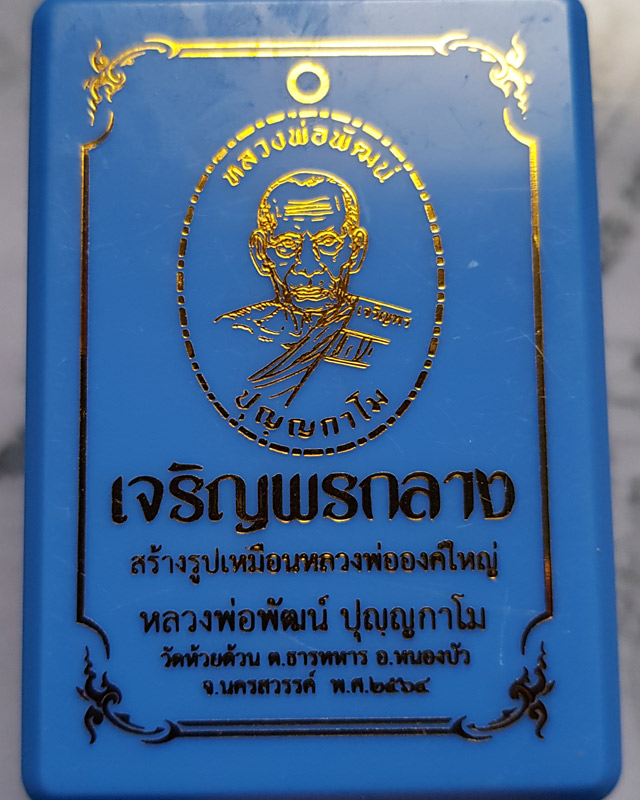 หลวงพ่อพัฒน์
เจริญพร
ปุญฺญกาโม
เจริญพรกลาง
สร้างรูปเหมือนหลวงพ่อองค์ใหญ่
หลวงพ่อพัฒน์ ปุญฺญกาโม
วัดห้วยด้วน ต.ธารทหาร อ.หนองบัว
จ.นครสวรรค์ พ.ศ.๒๕๖๔